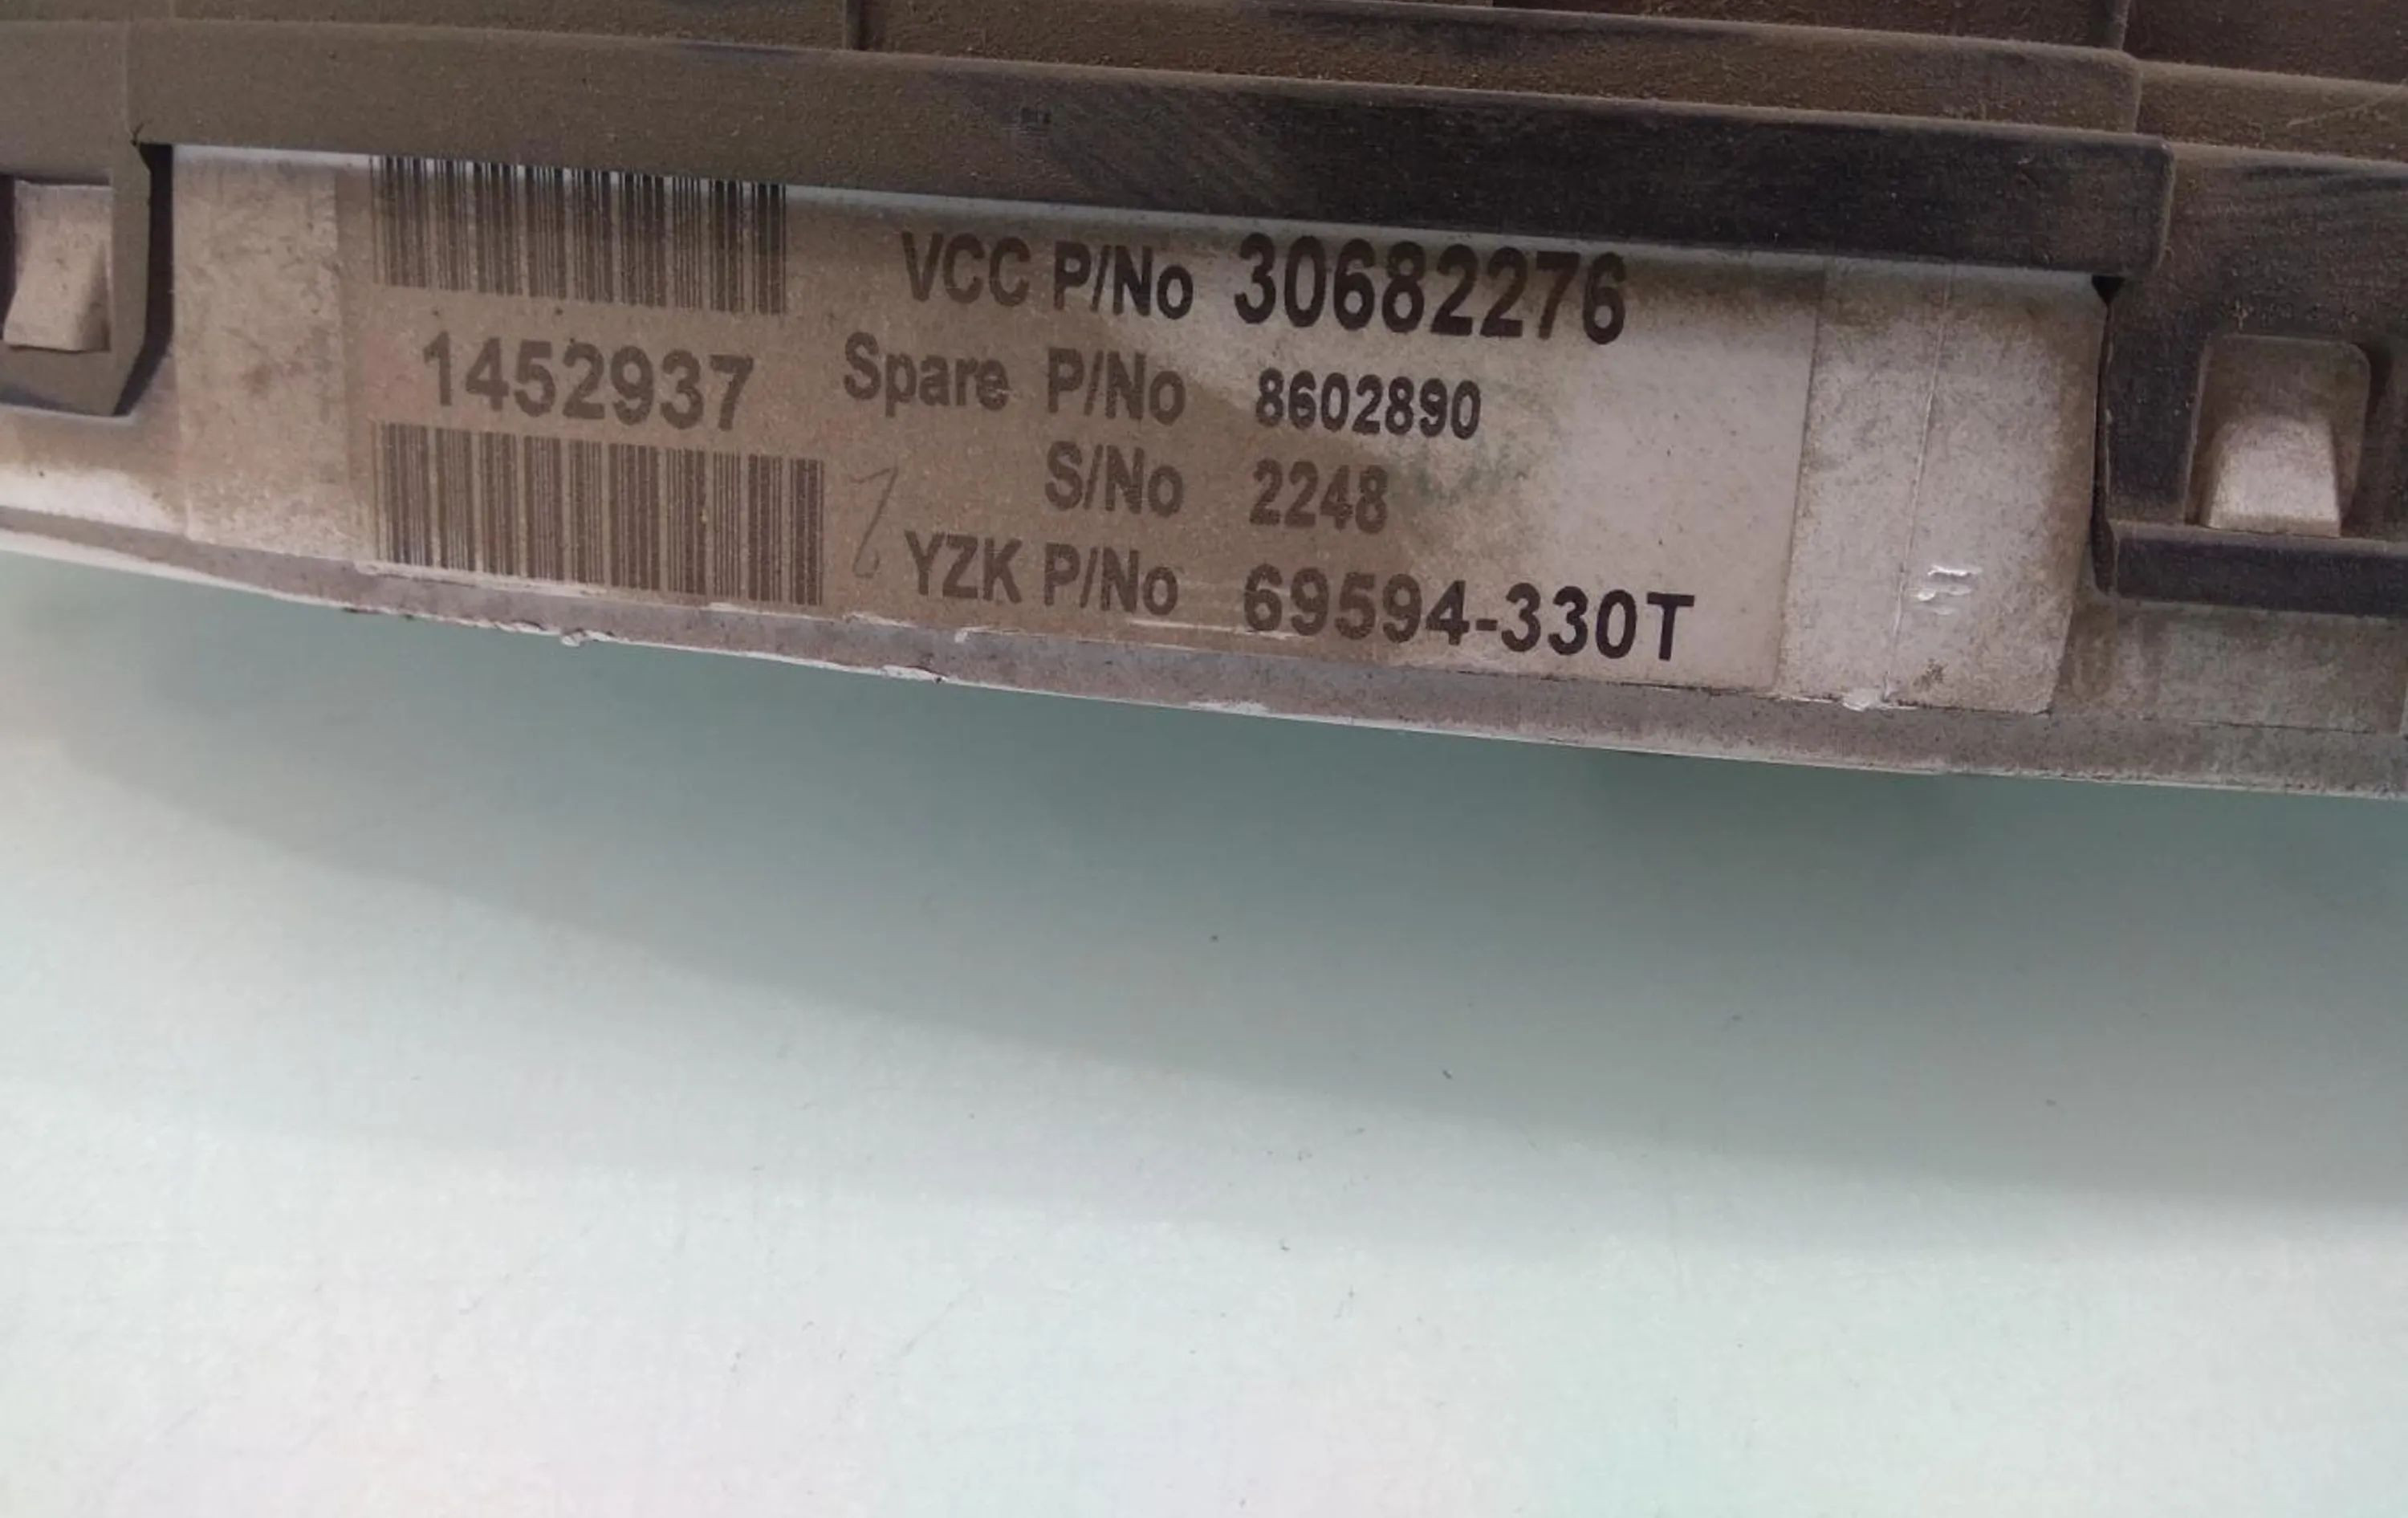 VCC P/No 30682276
1452937
Spare P/No 8602890
S/No 2248
YZK P/No 69594-330T